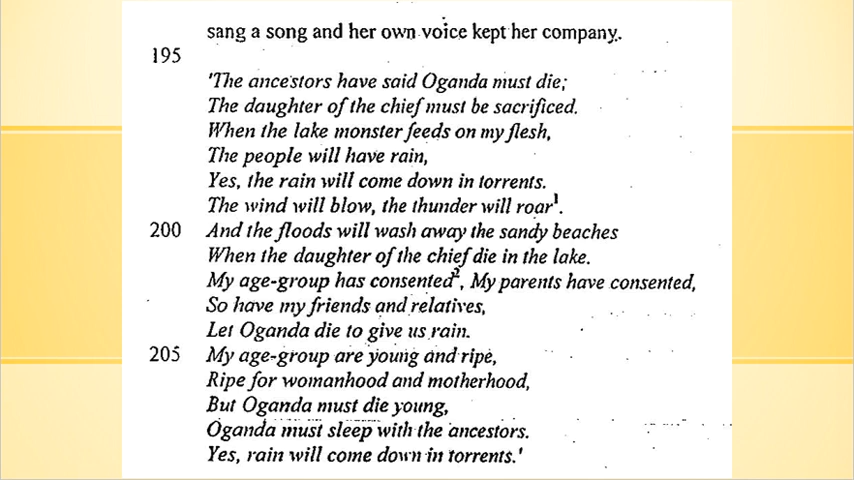 sang a song and her own voice kept her company.
195
'The ancestors have said Oganda must die;
The daughter of the chief must be sacrificed.
When the lake monster feeds on my flesh,
The people will have rain,
Yes, the rain will come down in torrents.
The wind will blow, the thunder will roar¹.
200 And the floods will wash away the sandy beaches
When the daughter of the chief die in the lake.
My age-group has consented², My parents have consented,
So have my friends and relatives,
Let Oganda die to give us rain.
205 My age-group are young and ripe,
Ripe for womanhood and motherhood,
But Oganda must die young,
Oganda must sleep with the ancestors.
Yes, rain will come down in torrents.'